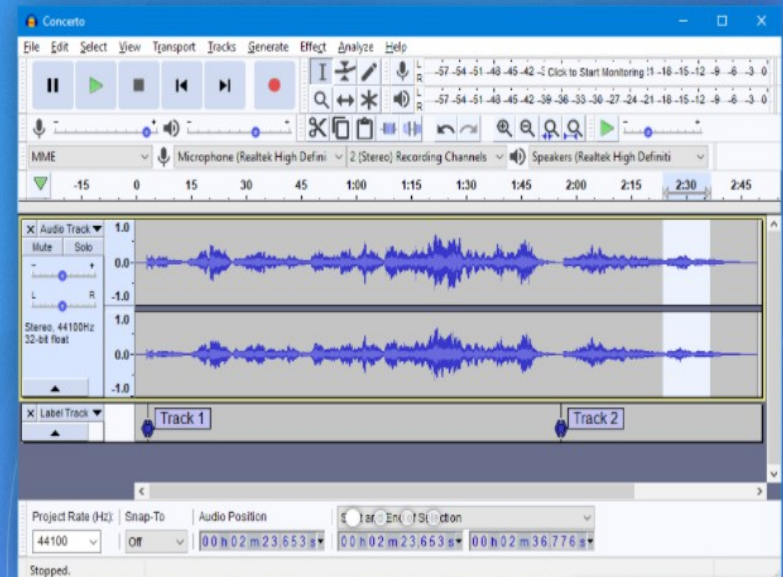 Concerto
File Edit Select View Transport Tracks Generate Effect Analyze Help
L R -57 -54 -51 -48 -45 -42 Click to Start Monitoring -18 -15 -12 -9 -6 -3 0
R -57 -54 -51 -48 -45 -42 -39 -36 -33 -30 -27 -24 -21 -18 -15 -12 -9 -6 -3 0
MME Microphone (Realtek High Defini 2 (Stereo) Recording Channels Speakers (Realtek High Definiti
-15 0 15 30 45 1:00 1:15 1:30 1:45 2:00 2:15 2:30 2:45
X Audio Track 1.0
Mute Solo
- + 0.0
L R -1.0
Stereo, 44100Hz 1.0
32-bit float 0.0
-1.0
X Label Track Track 1 Track 2
Project Rate (Hz): Snap-To Audio Position Start and End of Selection
44100 Off 00 h 02 m 23.653 s 00 h 02 m 23.653 s 00 h 02 m 36.776 s
Stopped.